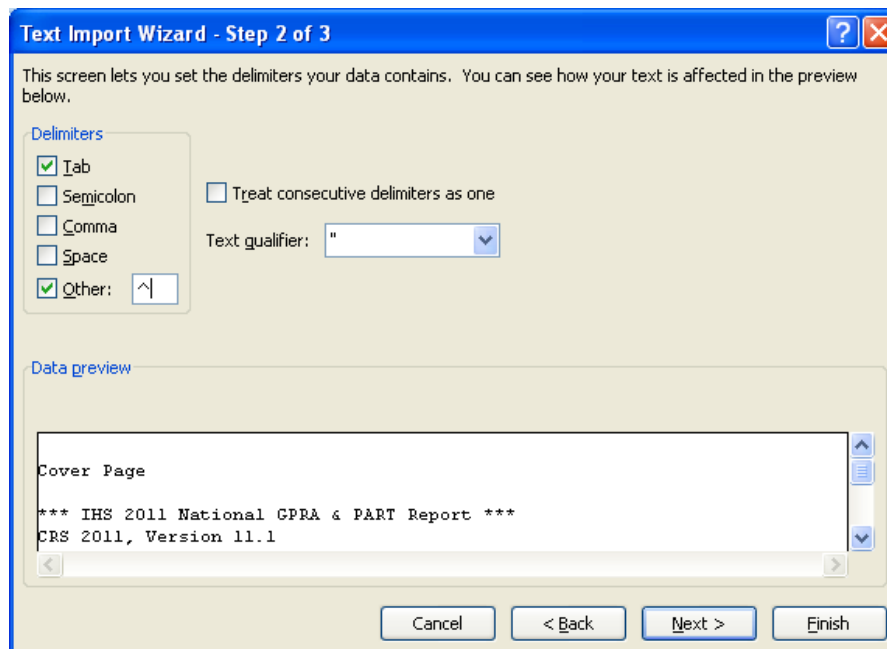 Text Import Wizard - Step 2 of 3
This screen lets you set the delimiters your data contains. You can see how your text is affected in the preview
below.
Delimiters
Tab
Semicolon
Comma
Space
Other: ^
Treat consecutive delimiters as one
Text qualifier: "
Data preview
Cover Page
*** IHS 2011 National GPRA & PART Report ***
CRS 2011, Version 11.1
Cancel
< Back
Next >
Finish